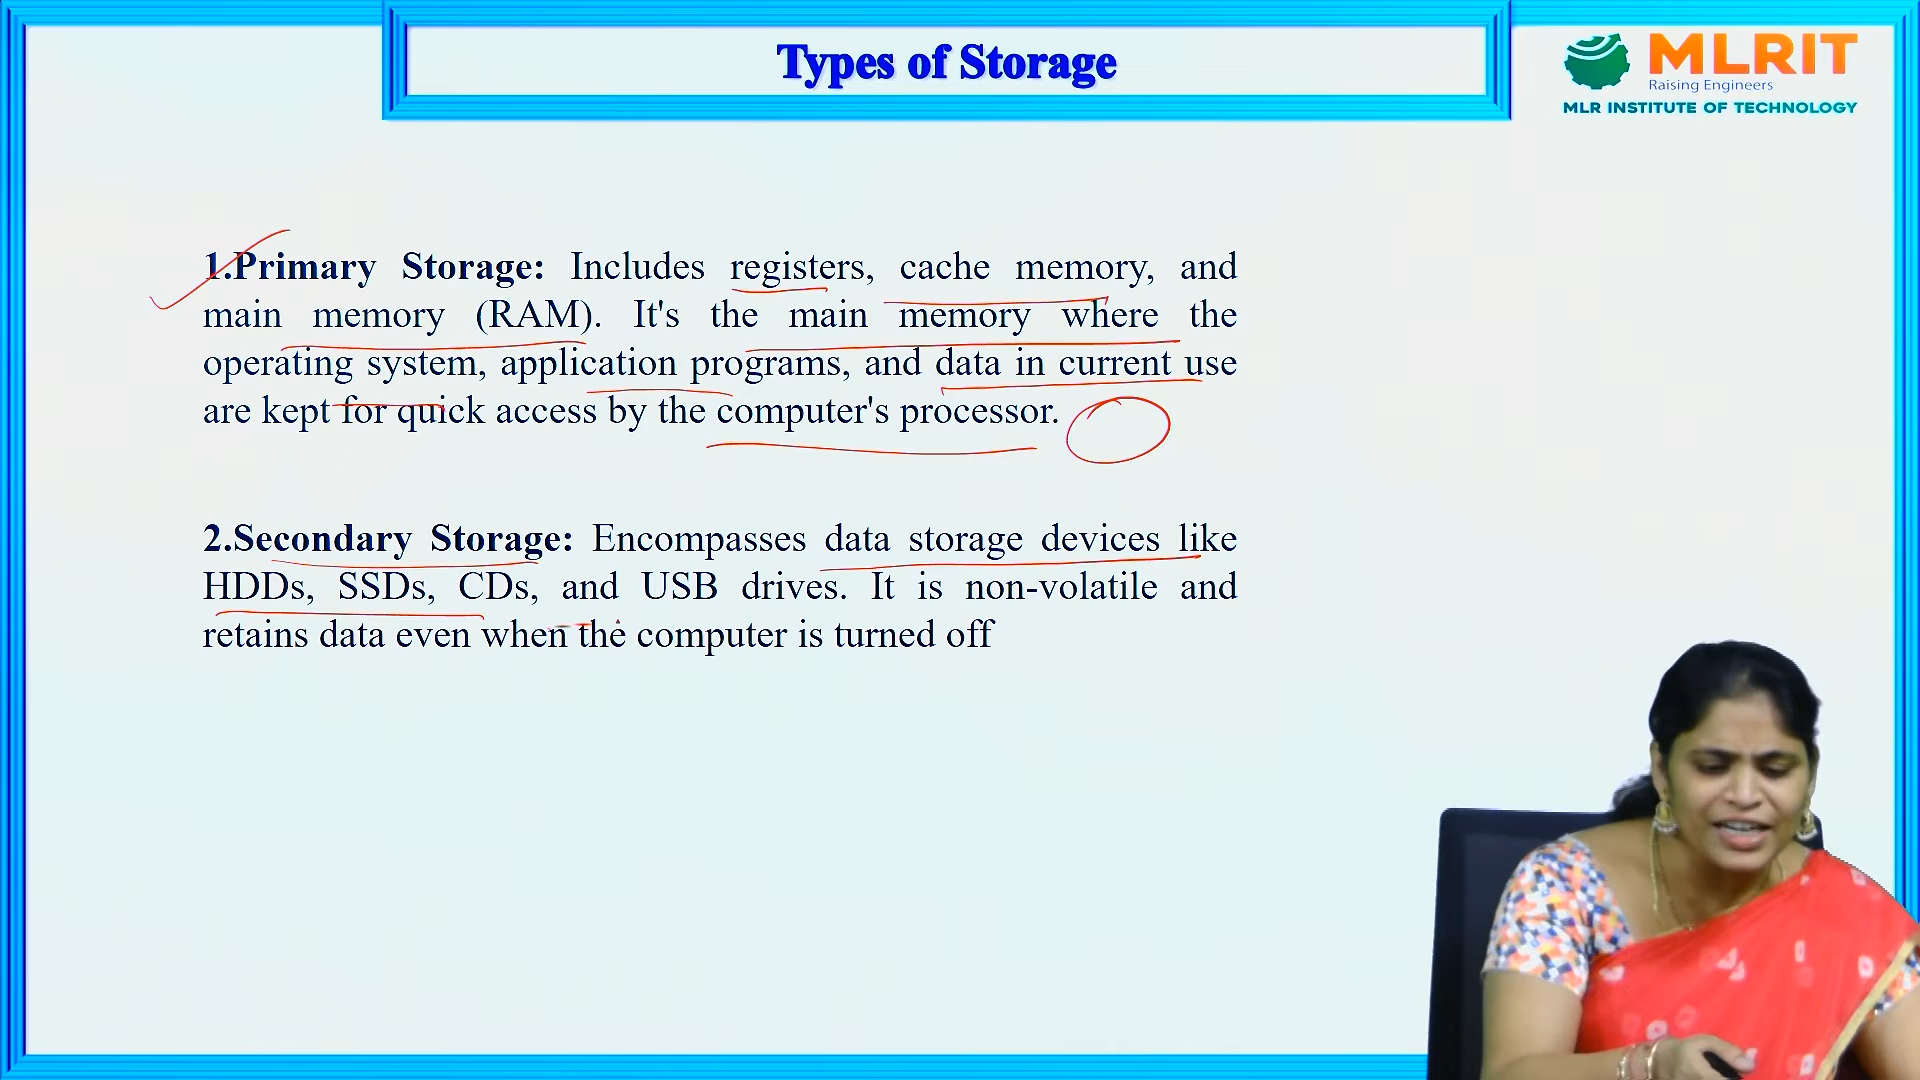 Types of Storage
MLRIT
Raising Engineers
MLR INSTITUTE OF TECHNOLOGY
1.Primary Storage: Includes registers, cache memory, and
main memory (RAM). It's the main memory where the
operating system, application programs, and data in current use
are kept for quick access by the computer's processor.
2.Secondary Storage: Encompasses data storage devices like
HDDs, SSDs, CDs, and USB drives. It is non-volatile and
retains data even when the computer is turned off